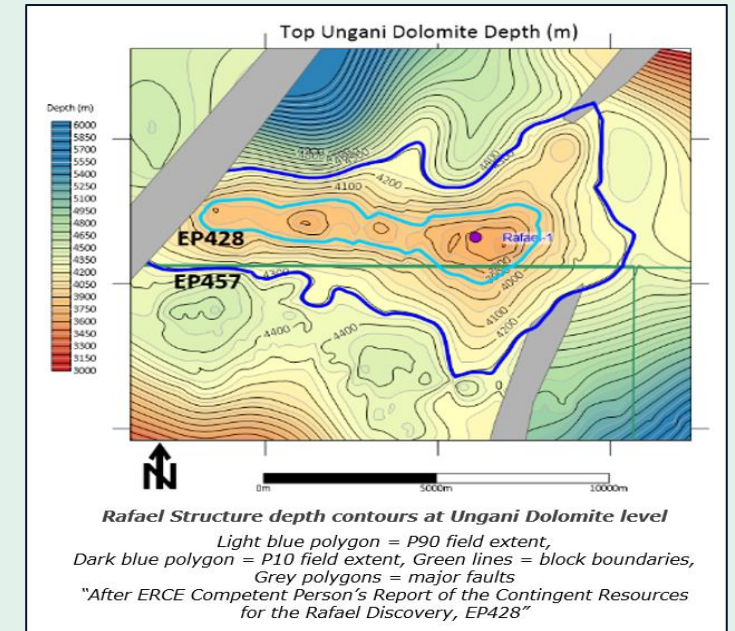 Top Ungani Dolomite Depth (m)
Depth (m)
6000
5850
5700
5550
5400
5250
5100
4950
4800
4650
4500
4350
4200
4050
3900
3750
3600
3450
3300
3150
3000
4400
4100
4200
Rafael-1
EP428
EP457
4300
4000
4100
4200
4400
4400
0
N
0m
5000m
10000m
Rafael Structure depth contours at Ungani Dolomite level
Light blue polygon = P90 field extent,
Dark blue polygon = P10 field extent, Green lines = block boundaries,
Grey polygons = major faults
"After ERCE Competent Person's Report of the Contingent Resources
for the Rafael Discovery, EP428"